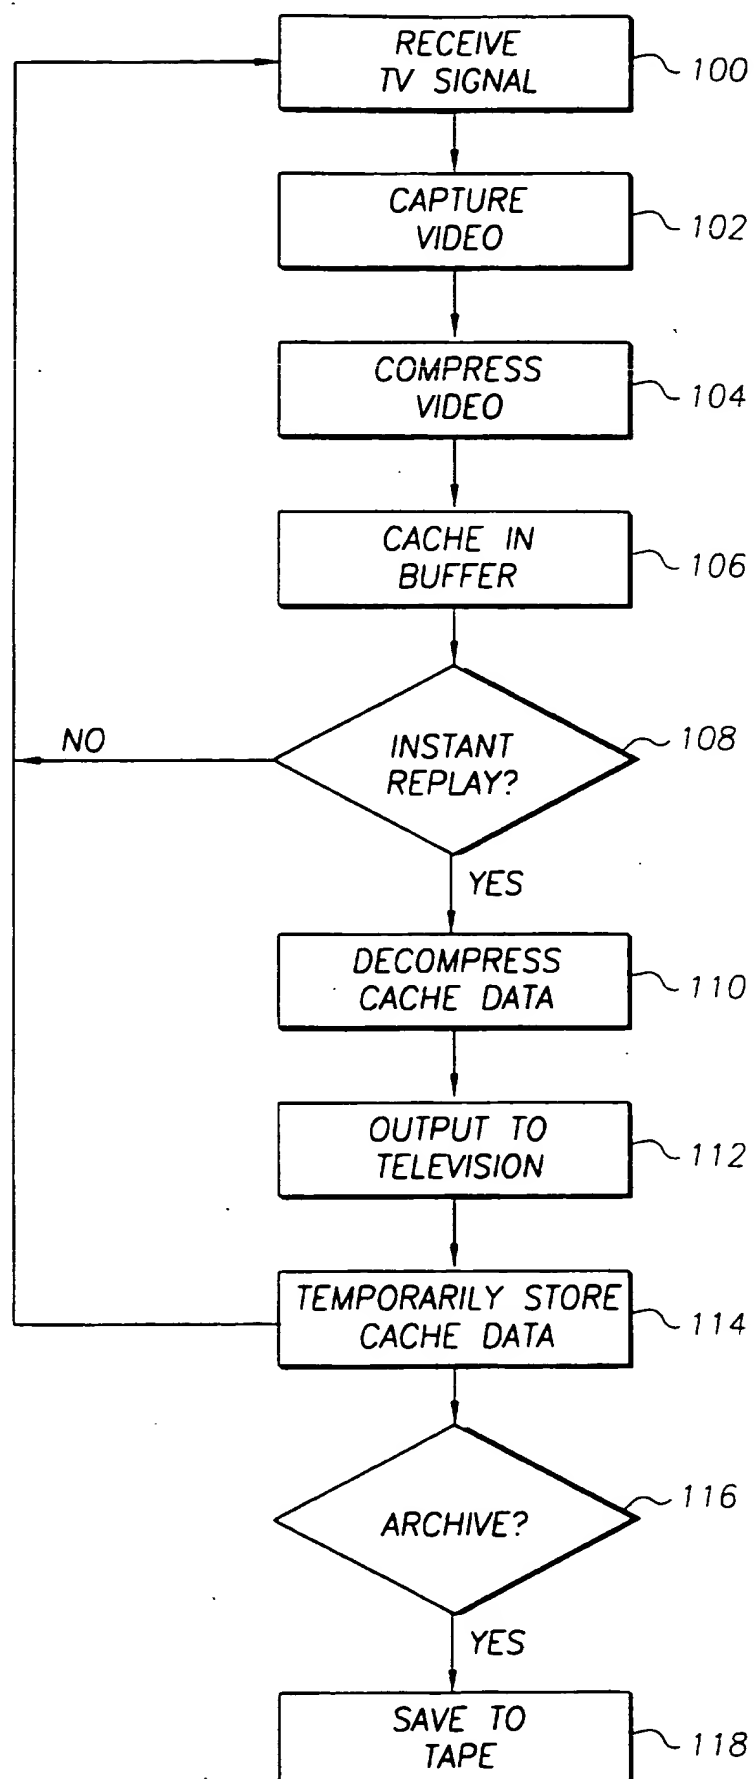 RECEIVE
TV SIGNAL
100
CAPTURE
VIDEO
102
COMPRESS
VIDEO
104
CACHE IN
BUFFER
106
NO
INSTANT
REPLAY?
108
YES
DECOMPRESS
CACHE DATA
110
OUTPUT TO
TELEVISION
112
TEMPORARILY STORE
CACHE DATA
114
ARCHIVE?
116
YES
SAVE TO
TAPE
118